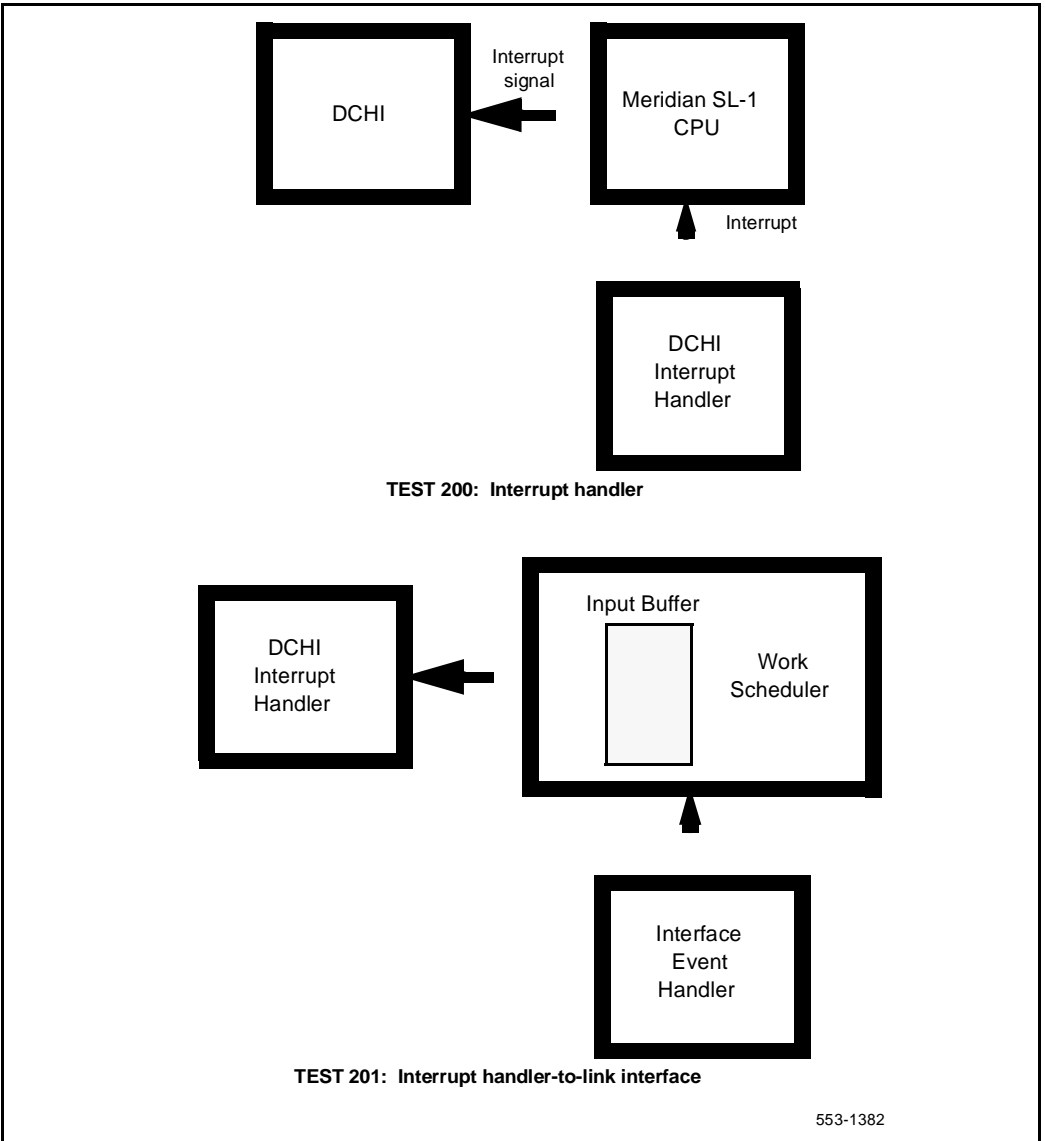 Interrupt
signal
DCHI
Meridian SL-1
CPU
Interrupt
DCHI
Interrupt
Handler
TEST 200: Interrupt handler
Input Buffer
DCHI
Interrupt
Handler
Work
Scheduler
Interface
Event
Handler
TEST 201: Interrupt handler-to-link interface
553-1382